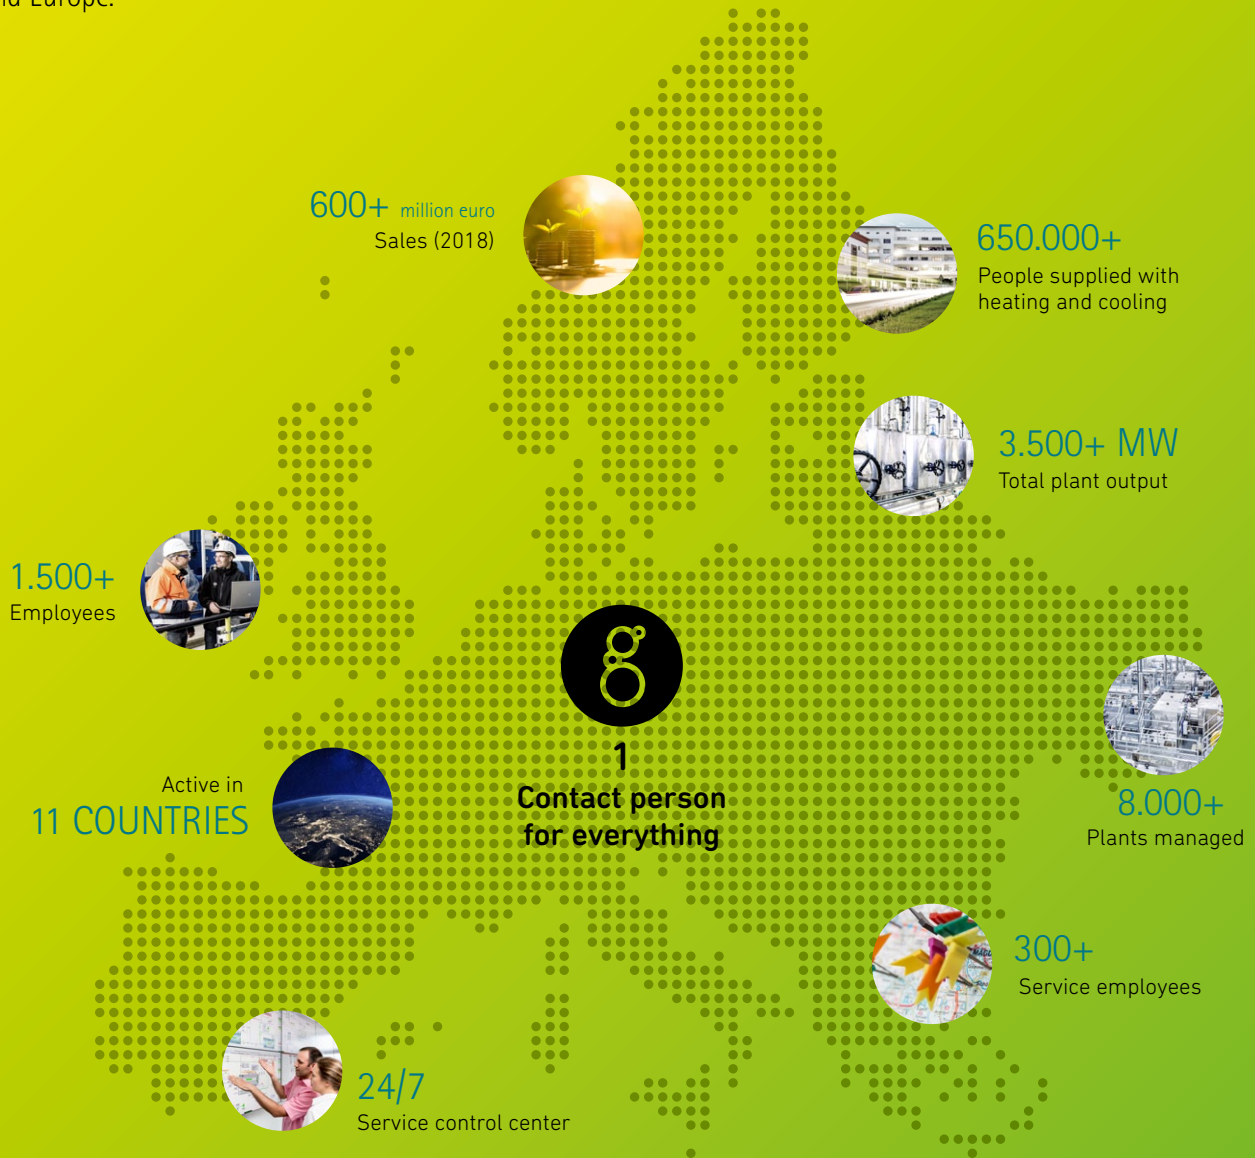 Europe.
600+ million euro
Sales (2018)
650.000+
People supplied with
heating and cooling
3.500+ MW
Total plant output
1.500+
Employees
g
1
Contact person
for everything
Active in
11 COUNTRIES
8.000+
Plants managed
300+
Service employees
24/7
Service control center